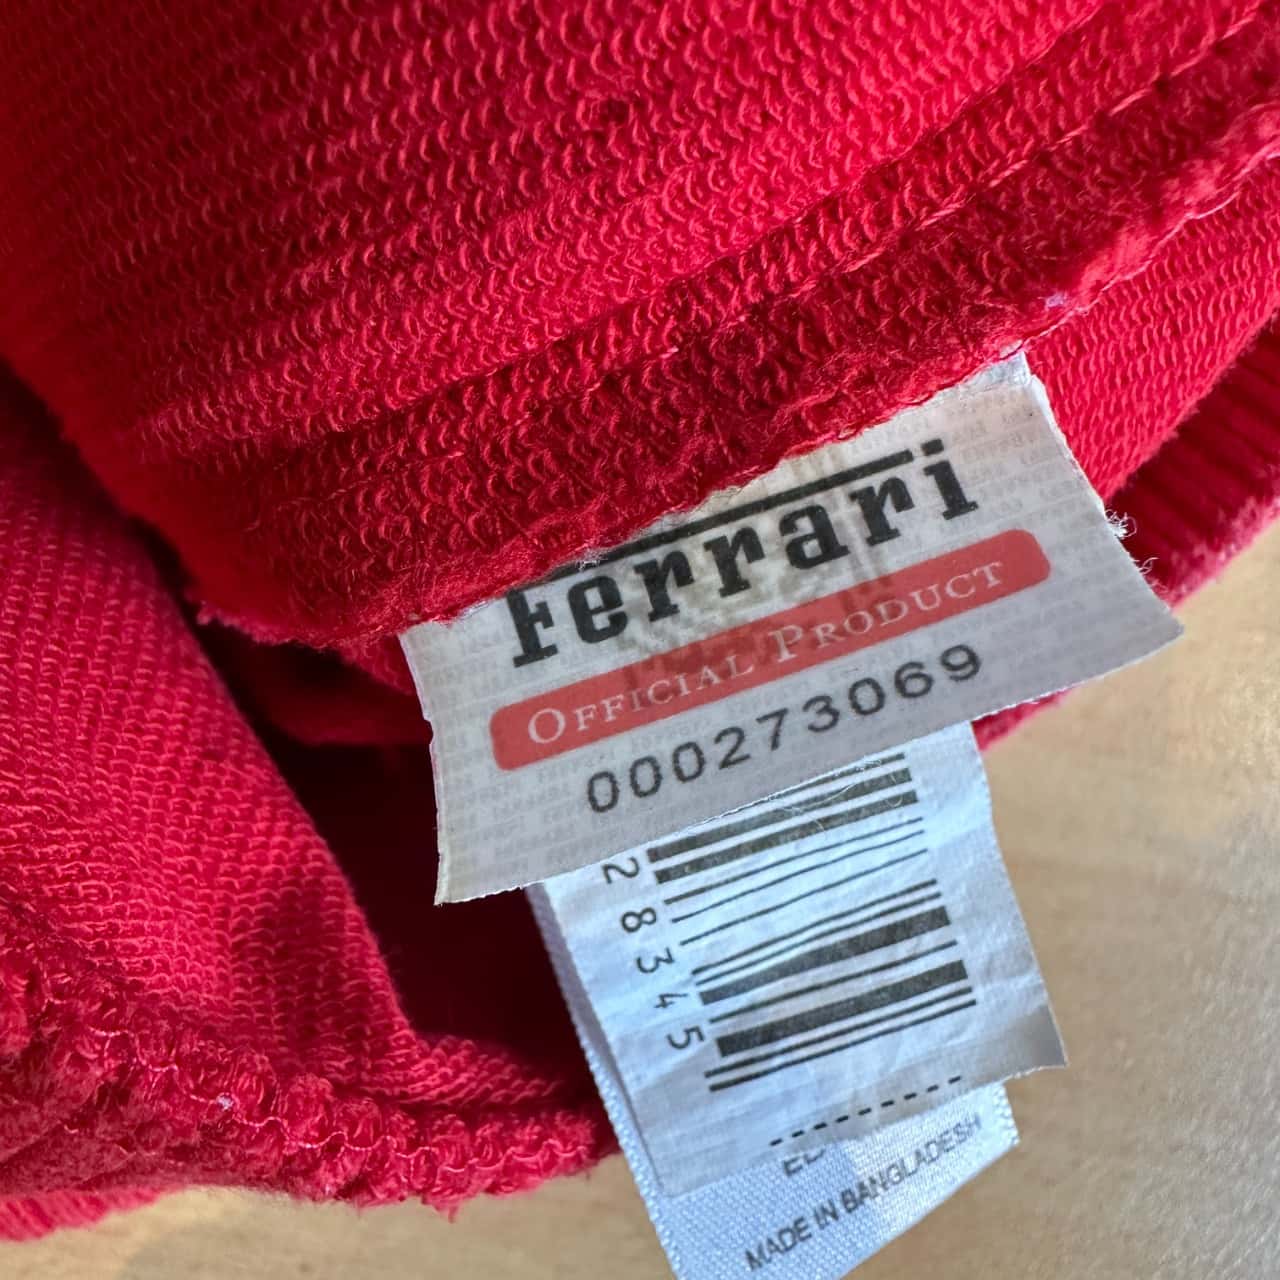 Ferrari
OFFICIAL PRODUCT
000273069
28345
MADE IN BANGLADESH